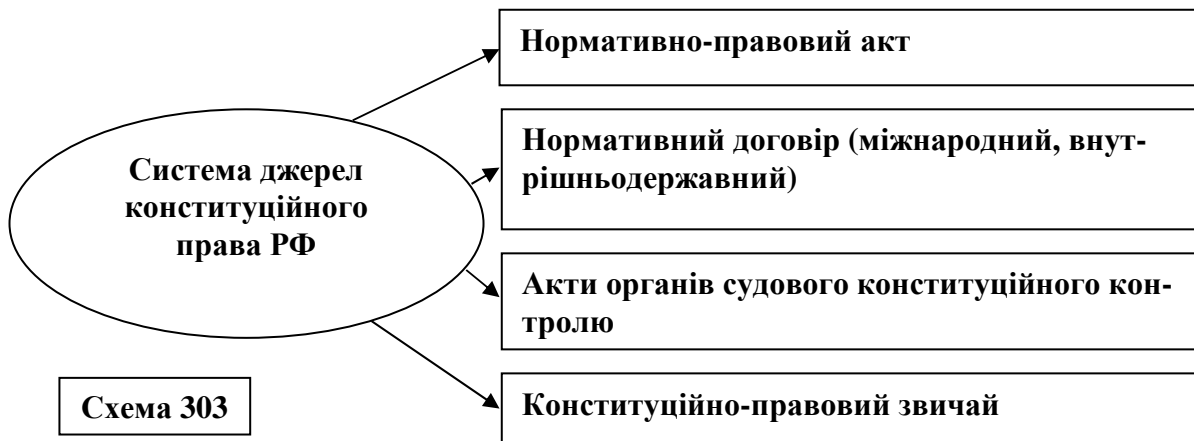 Нормативно-правовий акт
Нормативний договір (міжнародний, внут-
рішньодержавний)
Система джерел
конституційного
права РФ
Акти органів судового конституційного кон-
тролю
Конституційно-правовий звичай
Схема 303